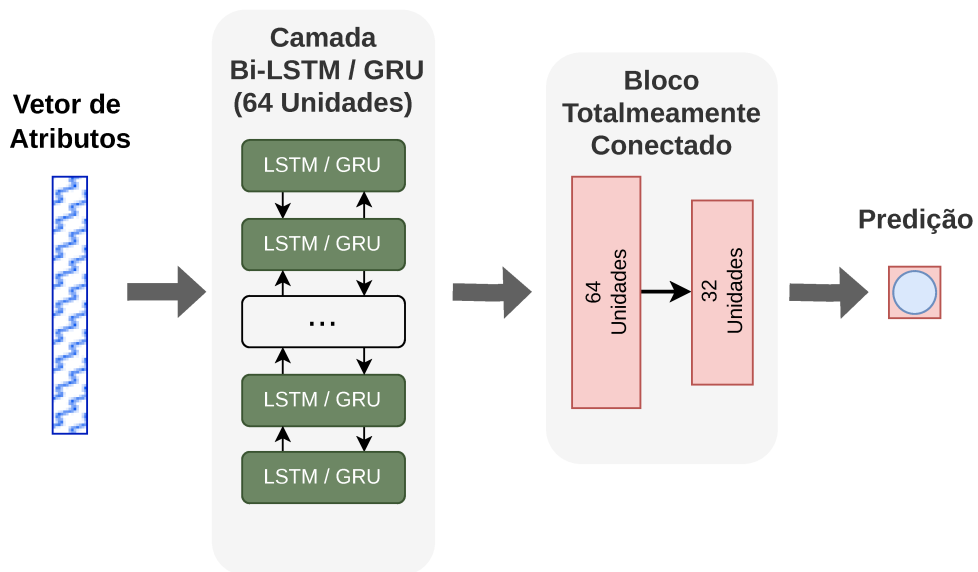 Vetor de
Atributos
Camada
Bi-LSTM / GRU
(64 Unidades)
LSTM / GRU
LSTM / GRU
...
LSTM / GRU
LSTM / GRU
Bloco
Totalmeamente
Conectado
64
Unidades
32
Unidades
Predição